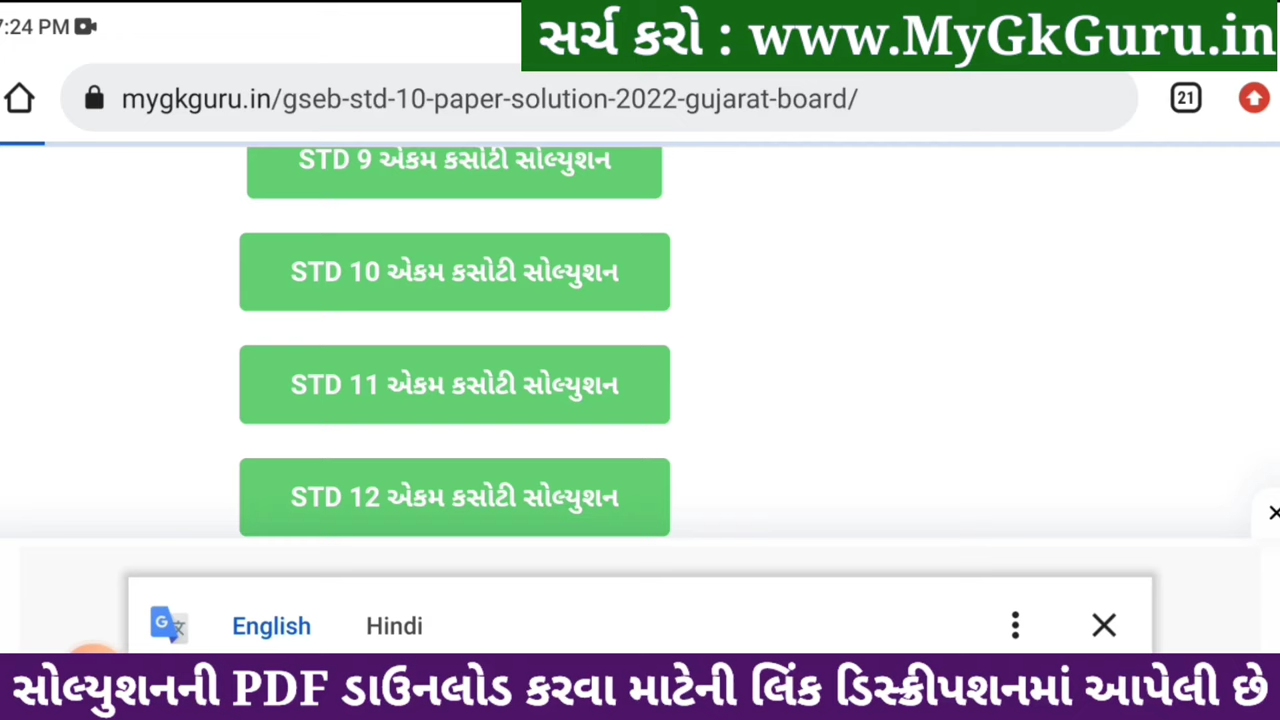 સર્ચ કરો : www.MyGkGuru.in
7:24 PM
mygkguru.in/gseb-std-10-paper-solution-2022-gujarat-board/
21
STD 9 એકમ કસોટી સોલ્યુશન
STD 10 એકમ કસોટી સોલ્યુશન
STD 11 એકમ કસોટી સોલ્યુશન
STD 12 એકમ કસોટી સોલ્યુશન
English Hindi
સોલ્યુશનની PDF ડાઉનલોડ કરવા માટેની લિંક ડિસ્ક્રીપશનમાં આપેલી છે